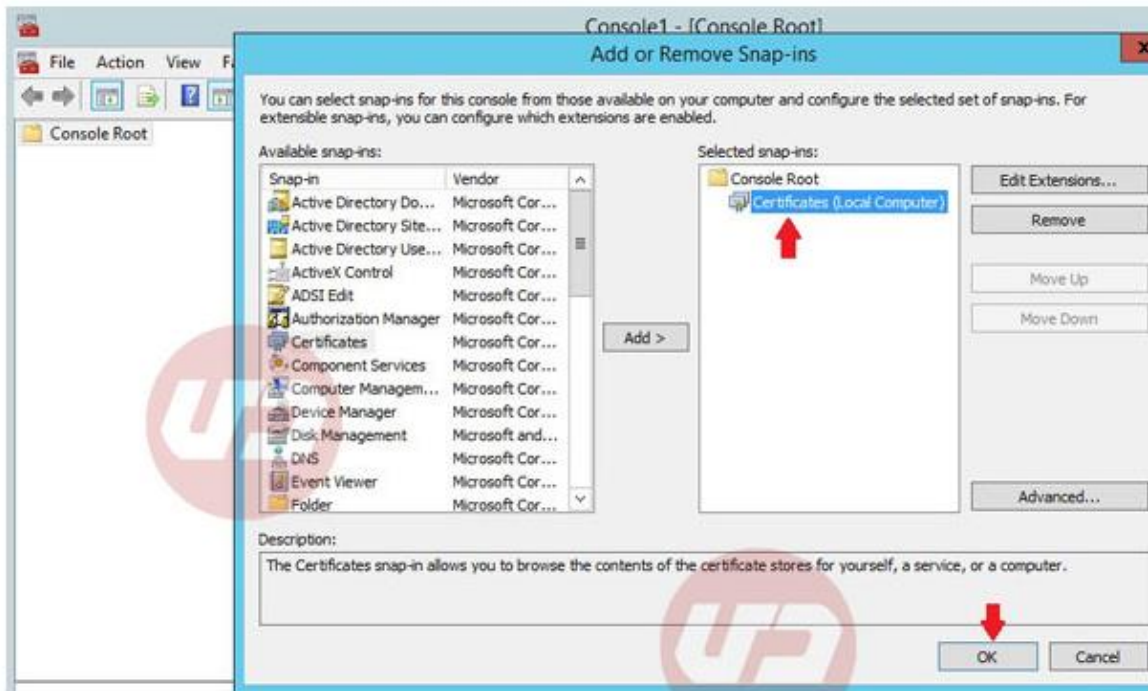 Console1 - [Console Root]
File Action View Fa
Add or Remove Snap-ins
x
Console Root
You can select snap-ins for this console from those available on your computer and configure the selected set of snap-ins. For
extensible snap-ins, you can configure which extensions are enabled.
Available snap-ins:
Snap-in Vendor
Active Directory Do... Microsoft Cor...
Active Directory Site... Microsoft Cor...
Active Directory Use... Microsoft Cor...
ActiveX Control Microsoft Cor...
ADSI Edit Microsoft Cor...
Authorization Manager Microsoft Cor...
Certificates Microsoft Cor...
Component Services Microsoft Cor...
Computer Managem... Microsoft Cor...
Device Manager Microsoft Cor...
Disk Management Microsoft and...
DNS Microsoft Cor...
Event Viewer Microsoft Cor...
Folder Microsoft Cor...
Add >
Selected snap-ins:
Console Root
Certificates (Local Computer)
Edit Extensions...
Remove
Move Up
Move Down
Advanced...
Description:
The Certificates snap-in allows you to browse the contents of the certificate stores for yourself, a service, or a computer.
OK Cancel